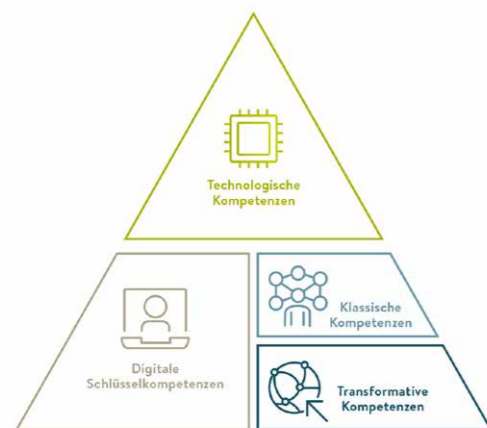 Technologische
Kompetenzen
Digitale
Schlüsselkompetenzen
Klassische
Kompetenzen
Transformative
Kompetenzen